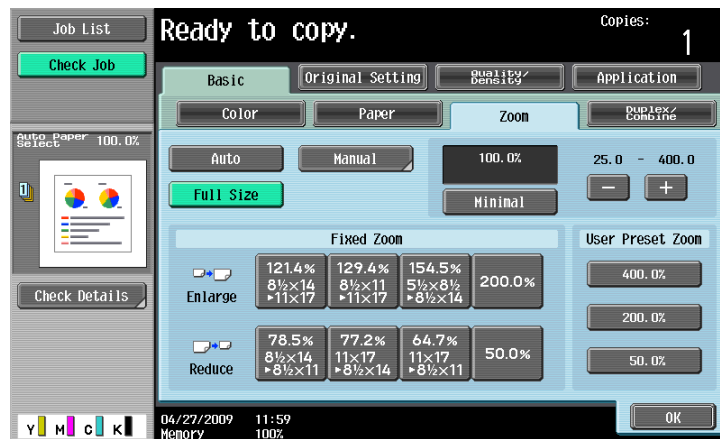 Job List
Ready to copy.
Copies:
1
Check Job
Basic
Original Setting
Quality/
Density
Application
Color
Paper
Zoom
Duplex/
Combine
Auto Paper
Select
100.0%
Auto
Manual
100.0%
25.0 - 400.0
Full Size
Minimal
− +
1
Fixed Zoom
User Preset Zoom
Enlarge
121.4%
8½×14
▸11×17
129.4%
8½×11
▸11×17
154.5%
5½×8½
▸8½×14
200.0%
400.0%
Check Details
200.0%
Reduce
78.5%
8½×14
▸8½×11
77.2%
11×17
▸8½×14
64.7%
11×17
▸8½×11
50.0%
50.0%
Y M C K
04/27/2009 11:59
Memory 100%
OK